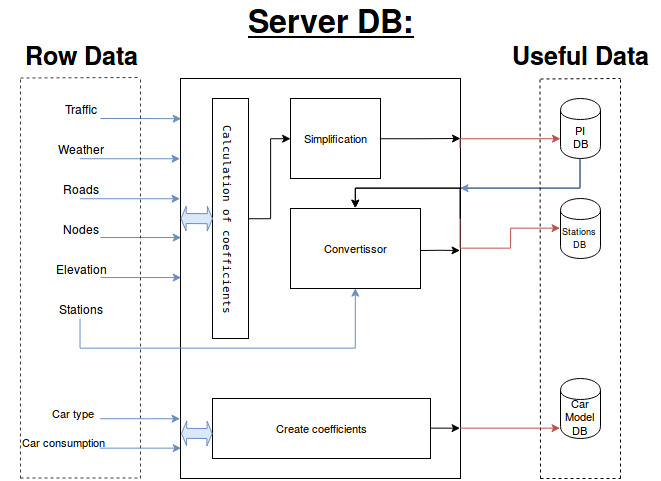 Server DB:
Row Data
Useful Data
Traffic
Weather
Roads
Nodes
Elevation
Stations
Car type
Car consumption
Calculation of coefficients
Simplification
Convertissor
Create coefficients
PI
DB
Stations
DB
Car
Model
DB